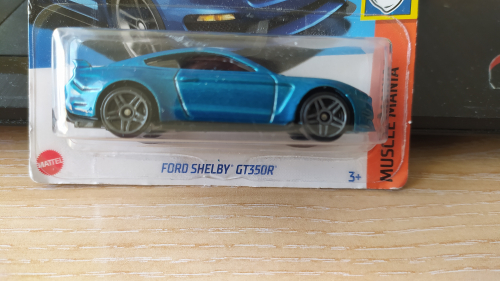 MUSCLE MANIA
MATTEL
FORD SHELBY GT350R
3+